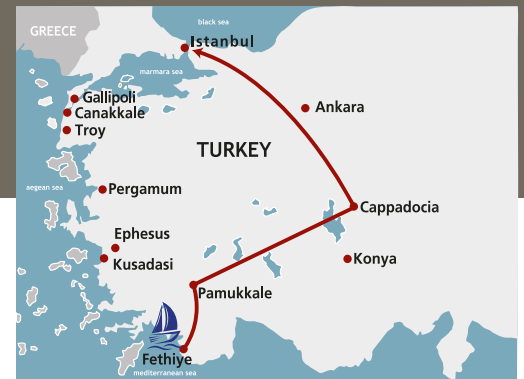 black sea
GREECE
Istanbul
marmara sea
Gallipoli
Canakkale
Troy
Ankara
TURKEY
aegean sea
Pergamum
Cappadocia
Ephesus
Kusadasi
Konya
Pamukkale
Fethiye
mediterranean sea